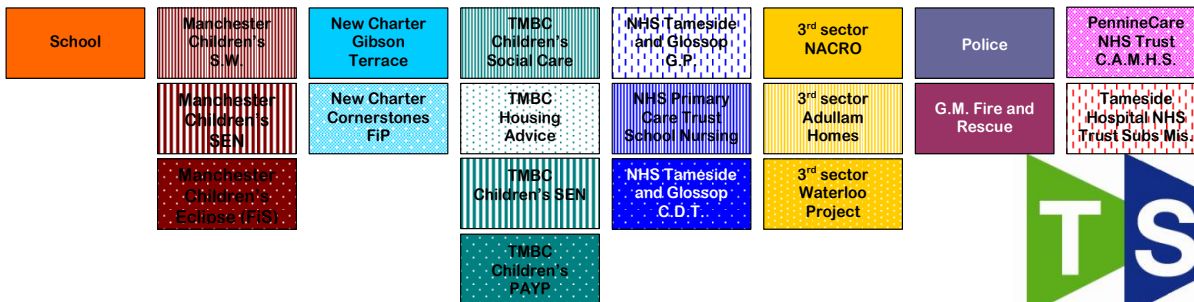 School
Manchester
Children's
S.W.
New Charter
Gibson
Terrace
TMBC
Children's
Social Care
NHS Tameside
and Glossop
G.P.
3rd sector
NACRO
Police
PennineCare
NHS Trust
C.A.M.H.S.
Manchester
Children's
SEN
New Charter
Cornerstones
FiP
TMBC
Housing
Advice
NHS Primary
Care Trust
School Nursing
3rd sector
Adullam
Homes
G.M. Fire and
Rescue
Tameside
Hospital NHS
Trust Subs Mis.
Manchester
Children's
Ecliose (FiS)
TMBC
Children's SEN
NHS Tameside
and Glossop
C.D.T.
3rd sector
Waterloo
Project
TMBC
Children's
PAYP
TS